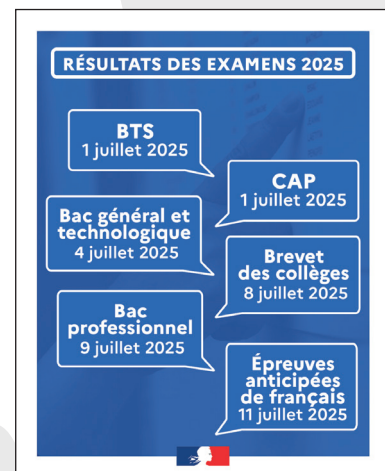 RÉSULTATS DES EXAMENS 2025
BTS
1 juillet 2025
CAP
1 juillet 2025
Bac général et
technologique
4 juillet 2025
Brevet
des collèges
8 juillet 2025
Bac
professionnel
9 juillet 2025
Épreuves
anticipées
de français
11 juillet 2025